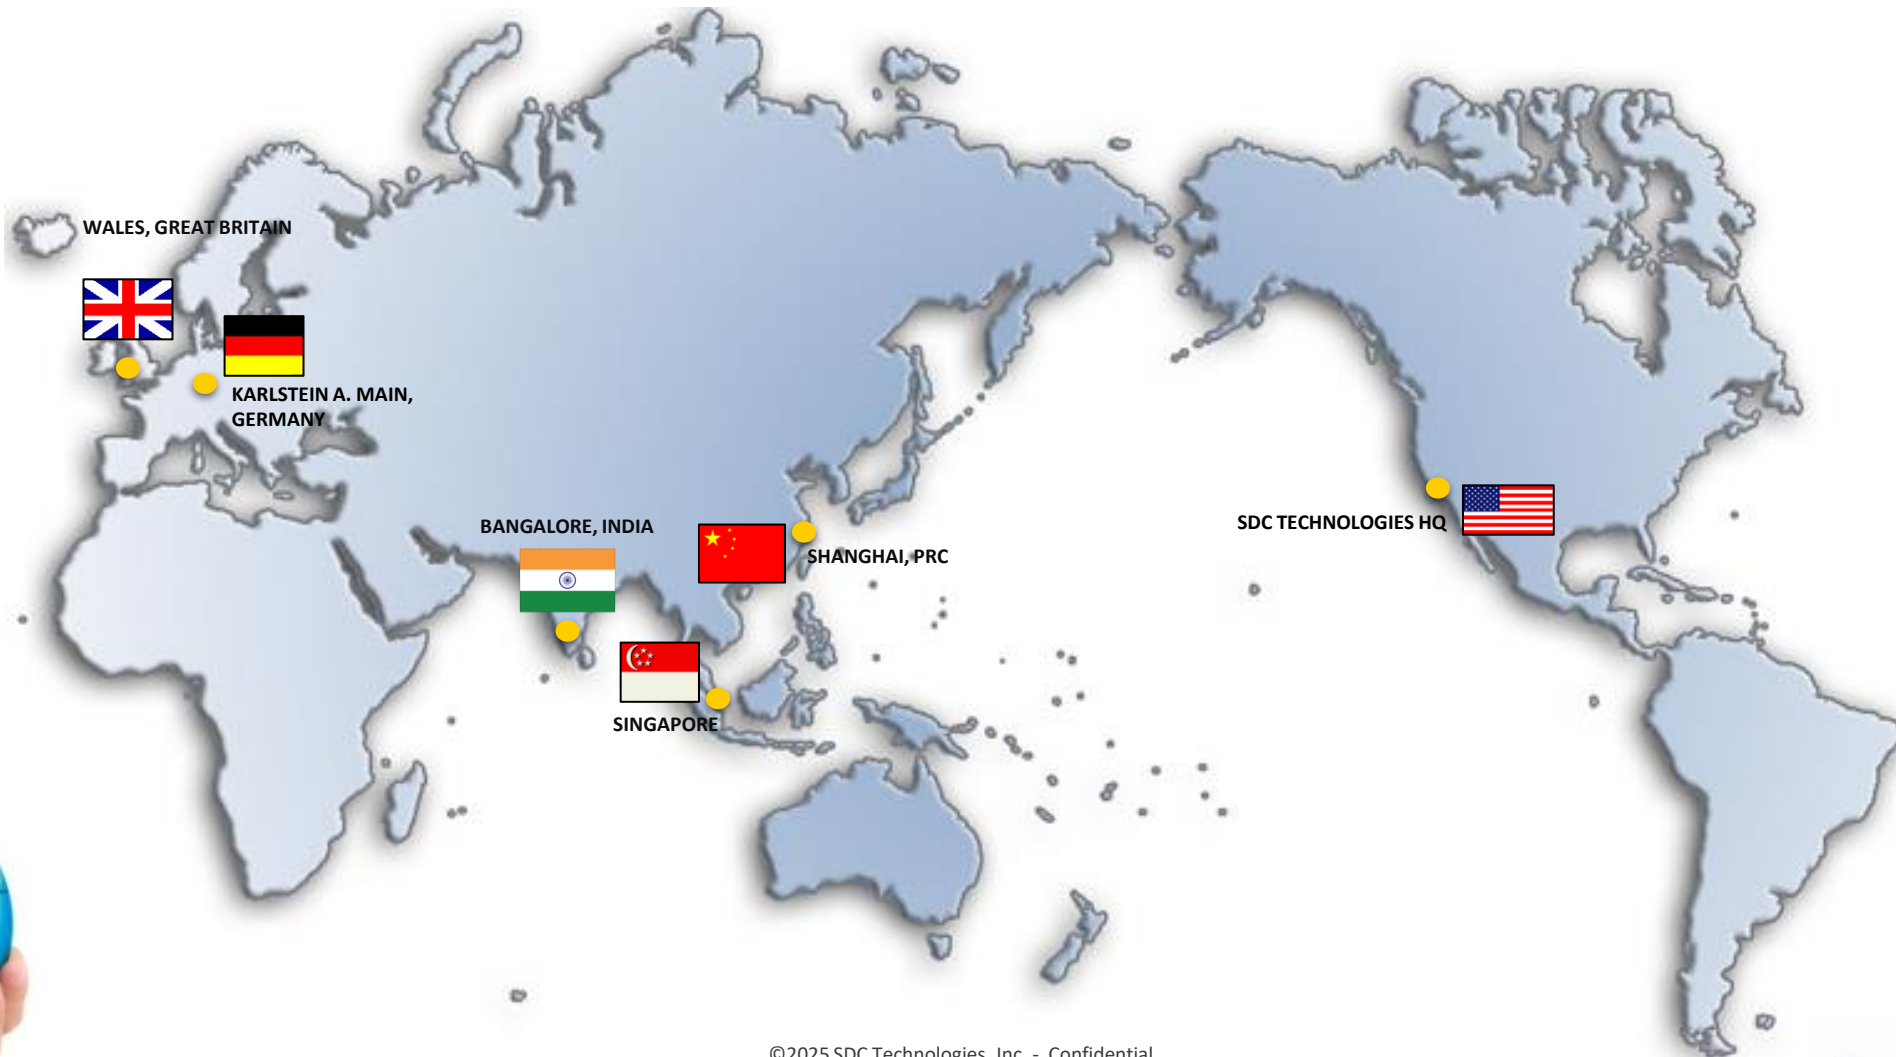 WALES, GREAT BRITAIN
KARLSTEIN A. MAIN,
GERMANY
BANGALORE, INDIA
SHANGHAI, PRC
SDC TECHNOLOGIES HQ
SINGAPORE
©2025 SDC Technologies, Inc. - Confidential